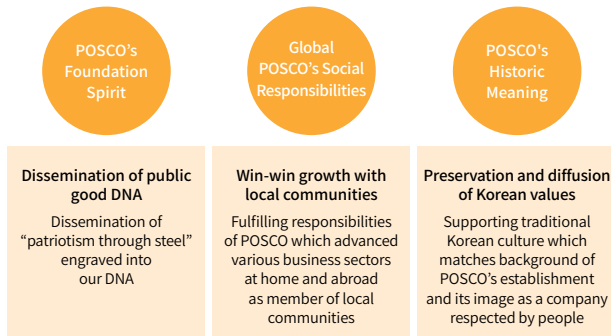 POSCO’s
Foundation
Spirit
Dissemination of public
good DNA
Dissemination of
“patriotism through steel”
engraved into
our DNA
Global
POSCO’s Social
Responsibilities
Win-win growth with
local communities
Fulfilling responsibilities
of POSCO which advanced
various business sectors
at home and abroad
as member of local
communities
POSCO's
Historic
Meaning
Preservation and diffusion
of Korean values
Supporting traditional
Korean culture which
matches background of
POSCO’s establishment
and its image as a company
respected by people